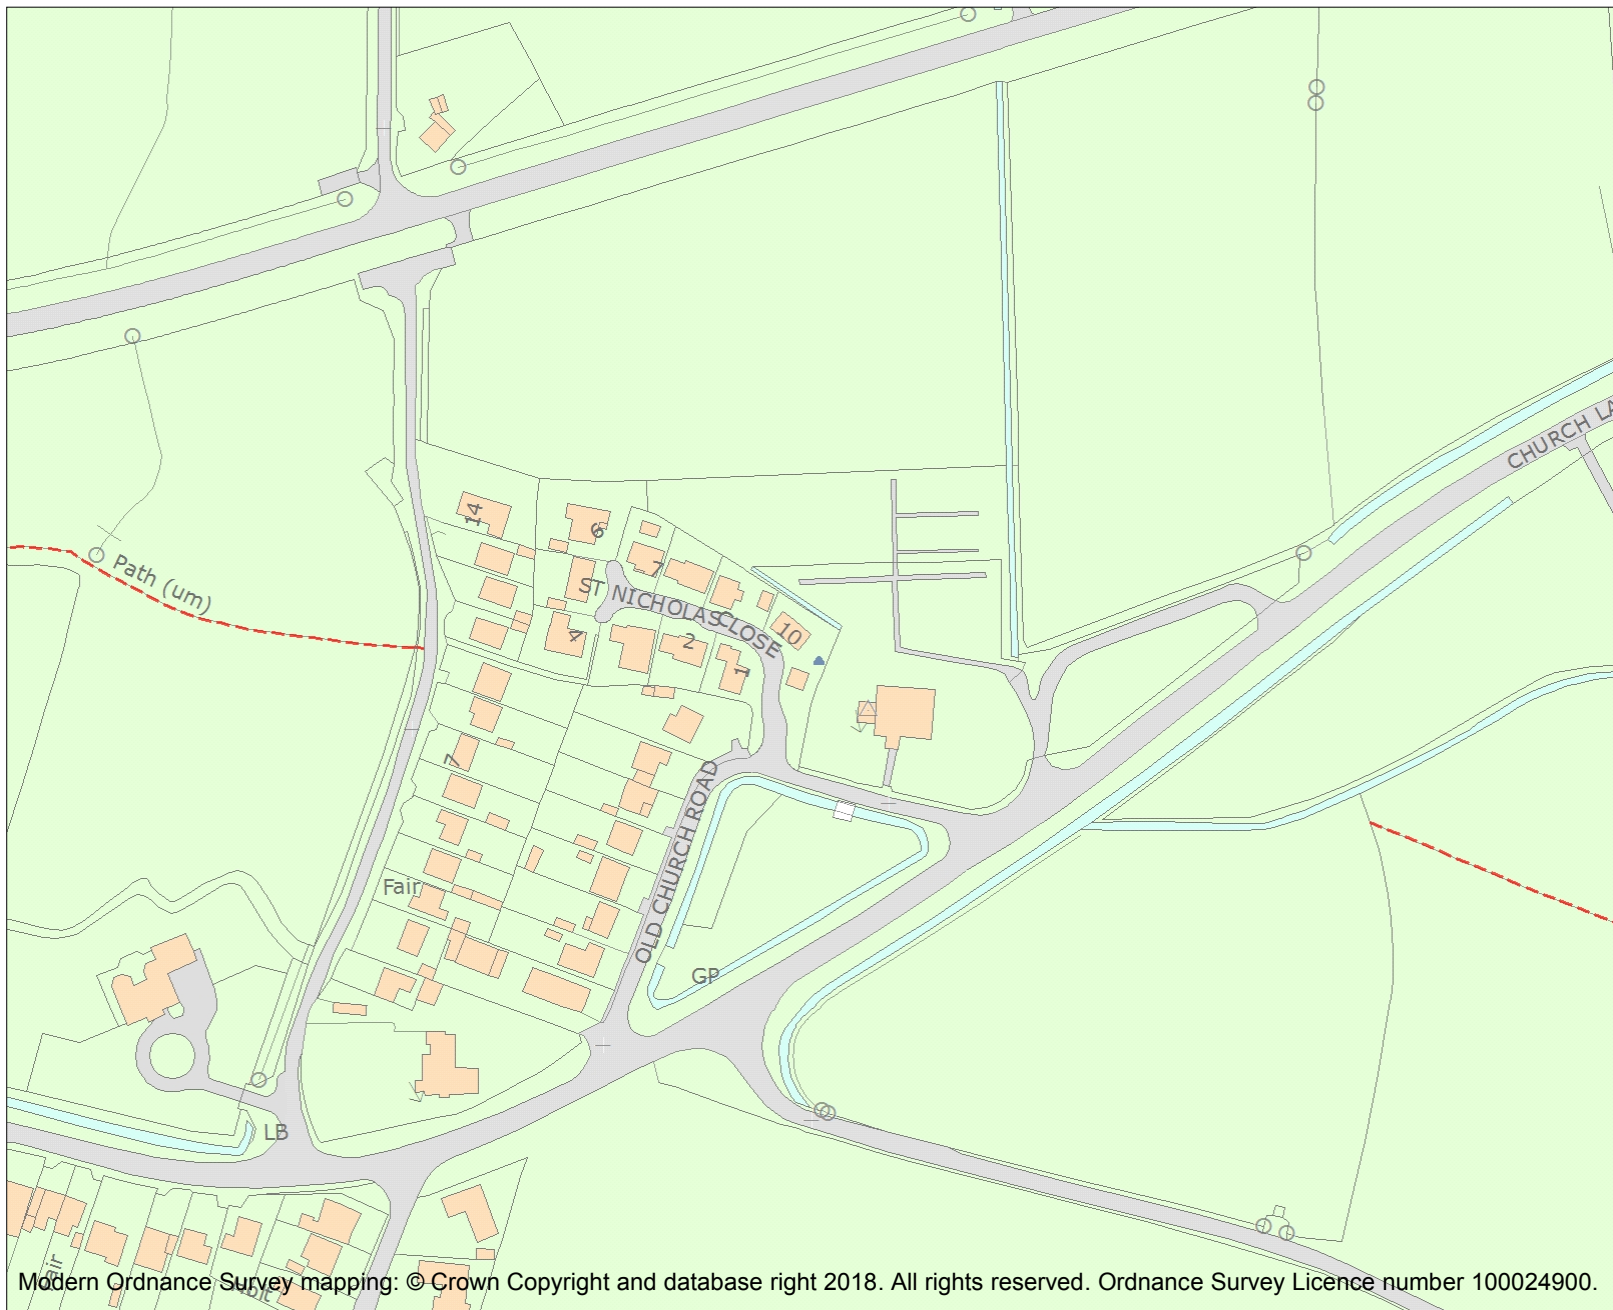 CHURCH LA
14
6
Path (um)
7
ST NICHOLAS CLOSE
10
4
2
1
7
OLD CHURCH ROAD
Fair
GP
LB
Fair
Modern Ordnance Survey mapping: © Crown Copyright and database right 2018. All rights reserved. Ordnance Survey Licence number 100024900.